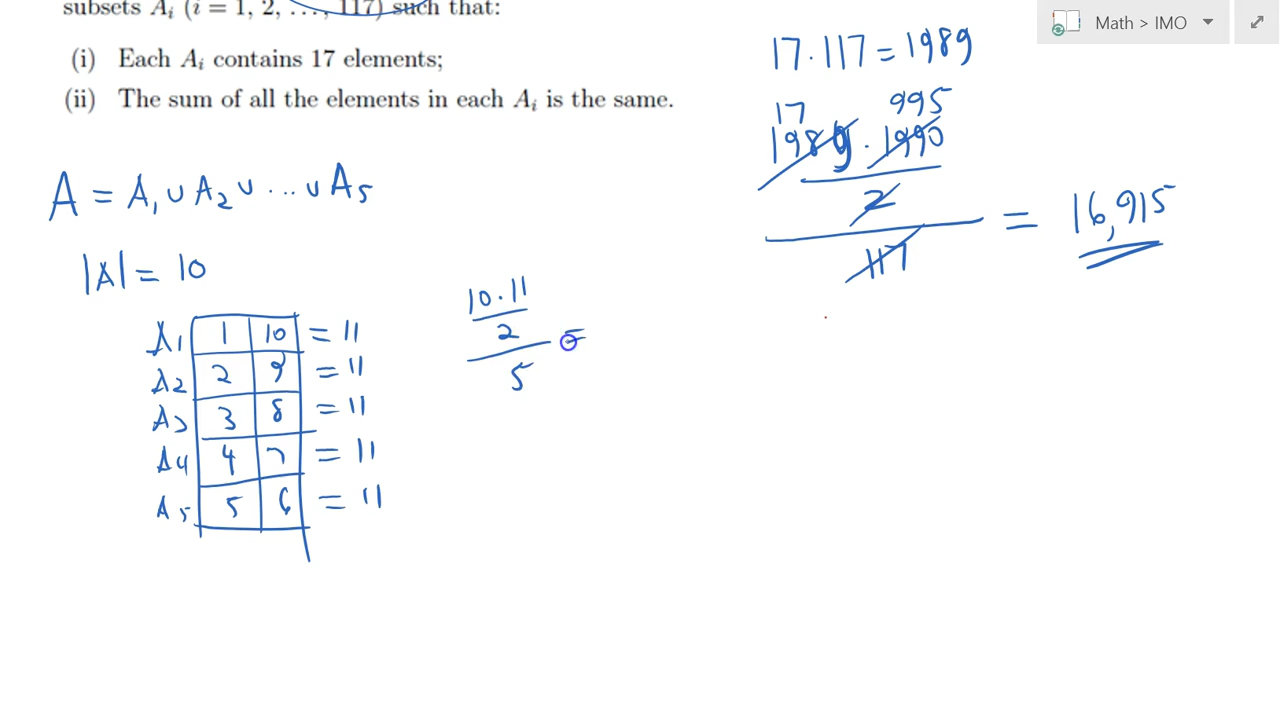 subsets Aᵢ (i = 1, 2, ..., 117) such that:
(i) Each Aᵢ contains 17 elements;
(ii) The sum of all the elements in each Aᵢ is the same.
Math > IMO
17 · 117 = 1989
17 995
1989 · 1990
2
117
= 16,915
A = A₁ ∪ A₂ ∪ ... ∪ A₅
|A| = 10
A₁ 1 10 = 11
A₂ 2 9 = 11
A₃ 3 8 = 11
A₄ 4 7 = 11
A₅ 5 6 = 11
10 · 11
2
5
=